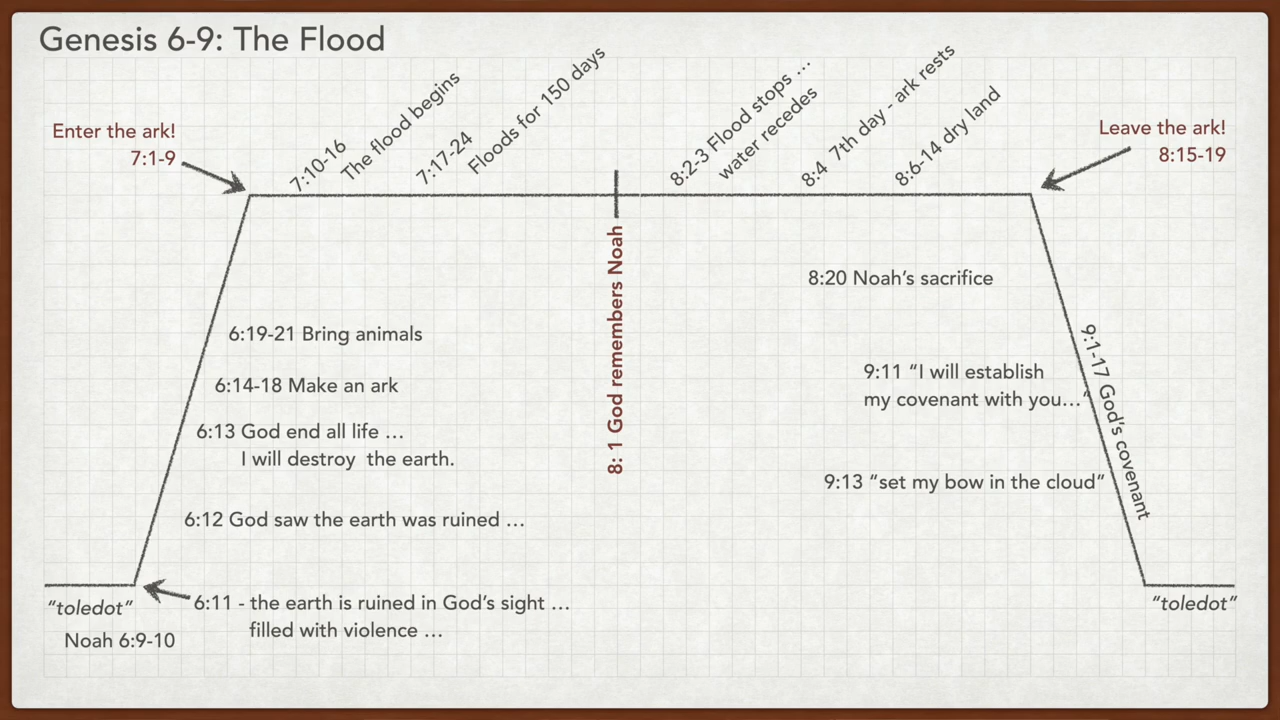 Genesis 6-9: The Flood
Enter the ark!
7:1-9
7:10-16
The flood begins
7:17-24
Floods for 150 days
8:2-3 Flood stops …
water recedes
8:4 7th day - ark rests
8:6-14 dry land
Leave the ark!
8:15-19
8: 1 God remembers Noah
6:19-21 Bring animals
6:14-18 Make an ark
6:13 God end all life …
I will destroy the earth.
6:12 God saw the earth was ruined …
6:11 - the earth is ruined in God’s sight …
filled with violence …
“toledot”
Noah 6:9-10
8:20 Noah’s sacrifice
9:11 “I will establish
my covenant with you…”
9:13 “set my bow in the cloud”
9:1-17 God’s covenant
“toledot”